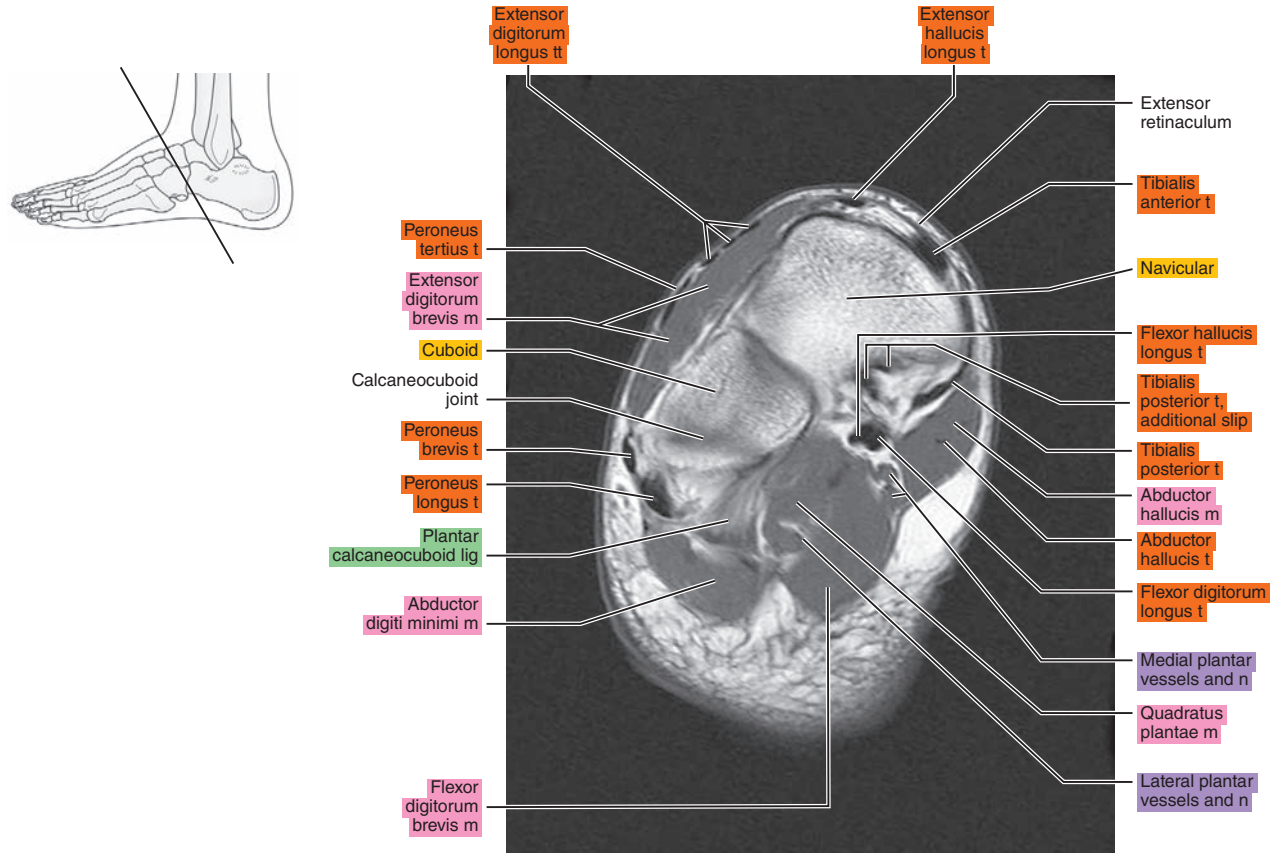 Extensor
digitorum
longus tt
Extensor
hallucis
longus t
Peroneus
tertius t
Extensor
digitorum
brevis m
Cuboid
Calcaneocuboid
joint
Peroneus
brevis t
Peroneus
longus t
Plantar
calcaneocuboid lig
Abductor
digiti minimi m
Flexor
digitorum
brevis m
Extensor
retinaculum
Tibialis
anterior t
Navicular
Flexor hallucis
longus t
Tibialis
posterior t,
additional slip
Tibialis
posterior t
Abductor
hallucis m
Abductor
hallucis t
Flexor digitorum
longus t
Medial plantar
vessels and n
Quadratus
plantae m
Lateral plantar
vessels and n